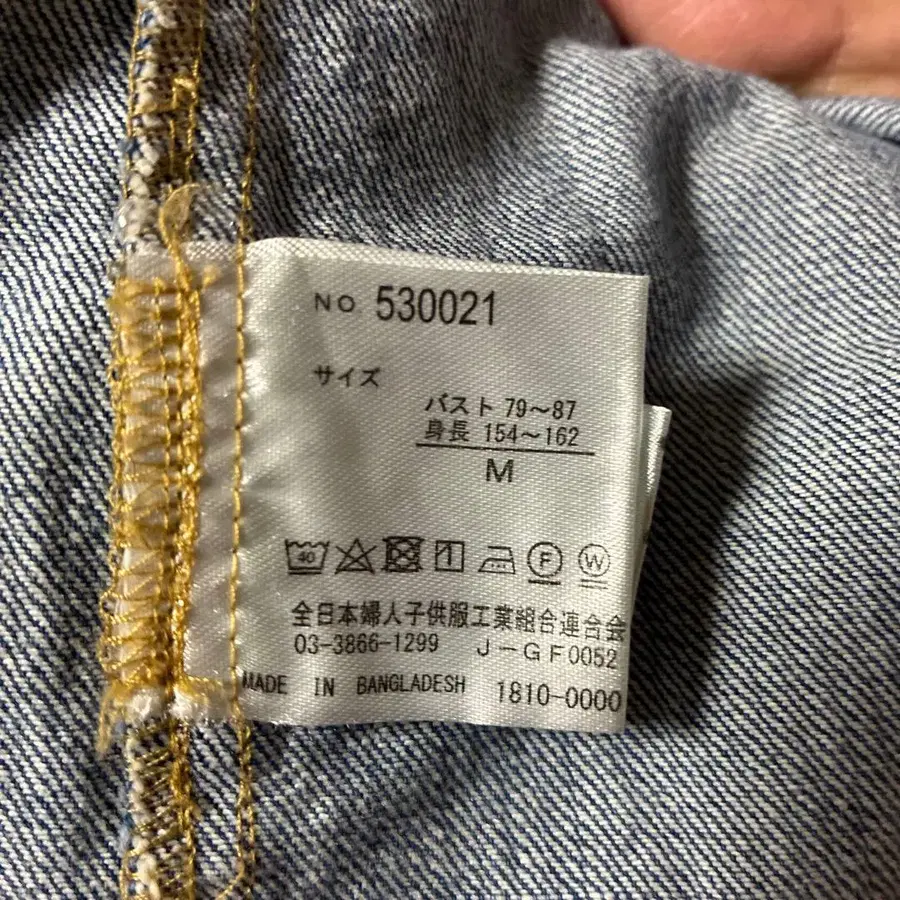 NO 530021
サイズ
バスト 79〜87
身長 154〜162
M
40 1 F W
全日本婦人子供服工業組合連合会
03-3866-1299 J-GF0052
MADE IN BANGLADESH 1810-0000